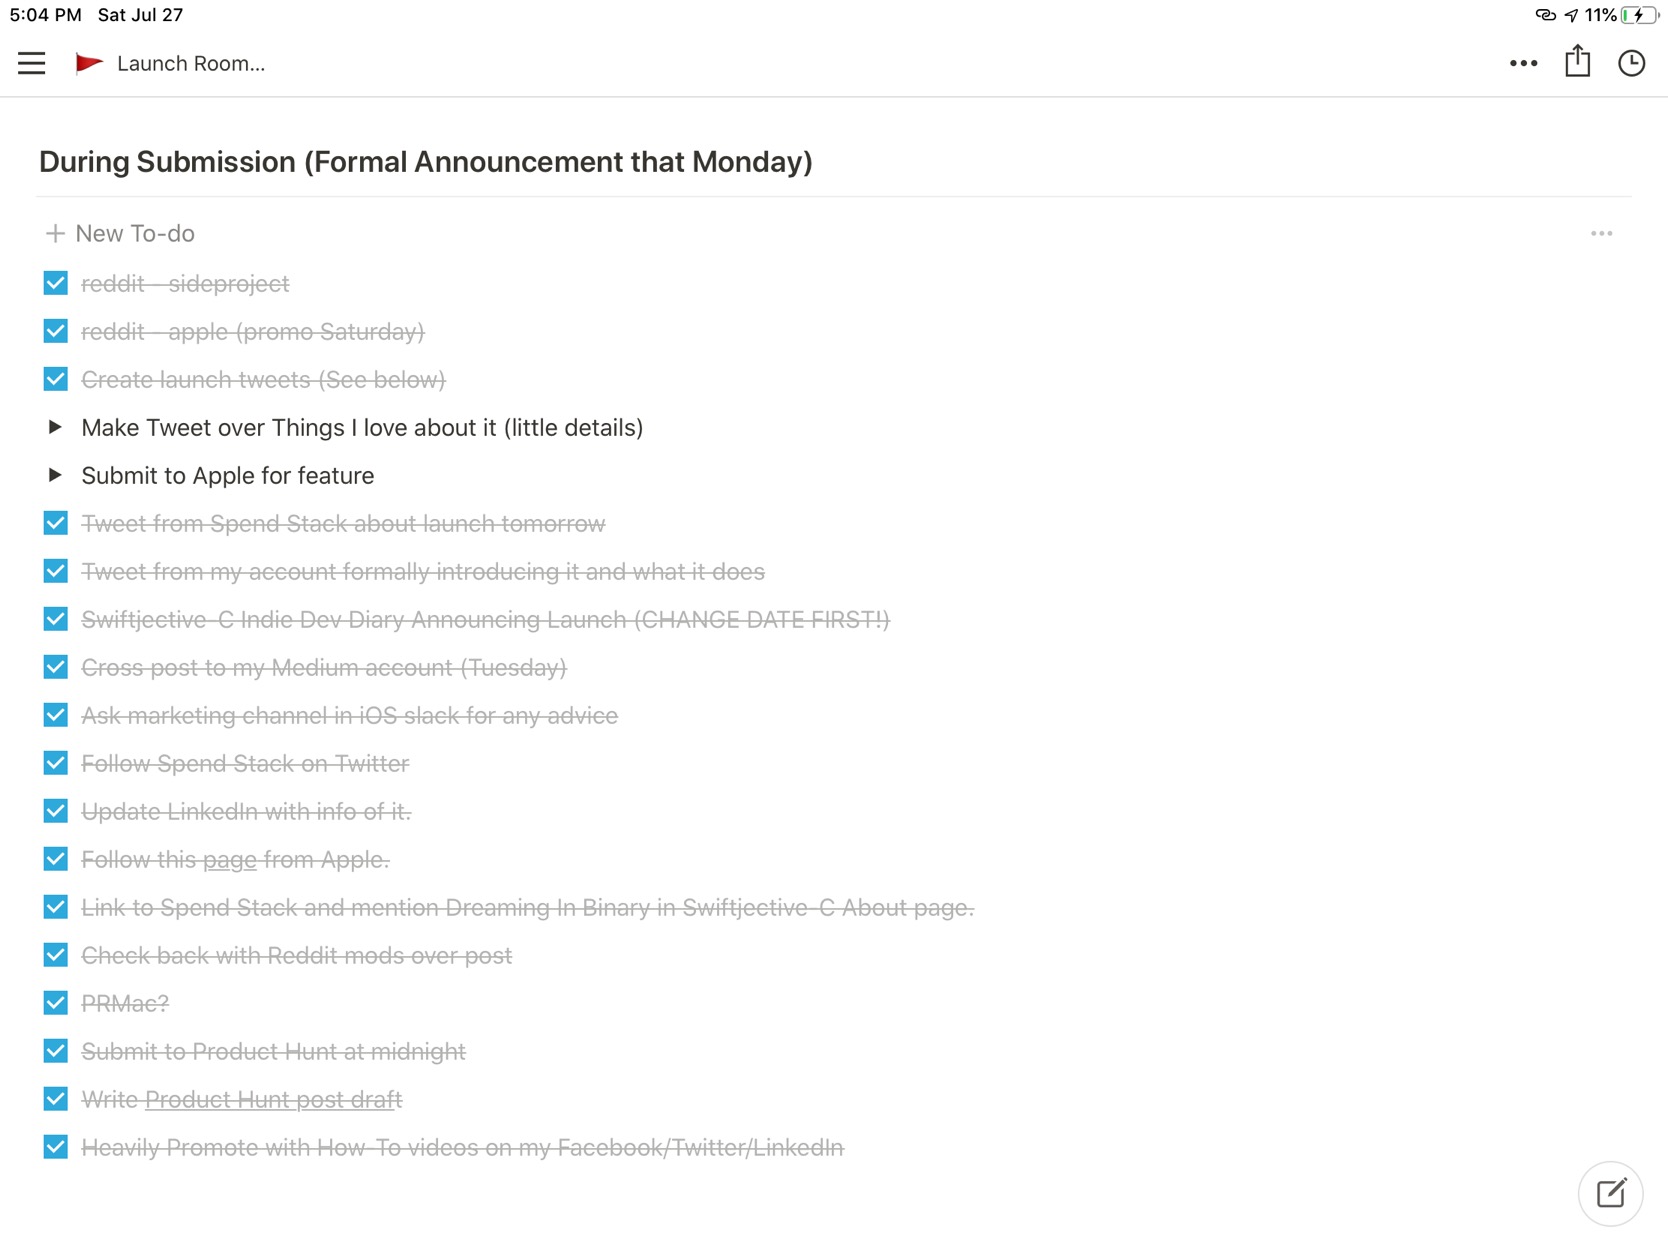 5:04 PM Sat Jul 27
11%
Launch Room...
During Submission (Formal Announcement that Monday)
+ New To-do
reddit - sideproject
reddit - apple (promo Saturday)
Create launch tweets (See below)
Make Tweet over Things I love about it (little details)
Submit to Apple for feature
Tweet from Spend Stack about launch tomorrow
Tweet from my account formally introducing it and what it does
Swiftjective-C Indie Dev Diary Announcing Launch (CHANGE DATE FIRST!)
Cross post to my Medium account (Tuesday)
Ask marketing channel in iOS slack for any advice
Follow Spend Stack on Twitter
Update LinkedIn with info of it.
Follow this page from Apple.
Link to Spend Stack and mention Dreaming In Binary in Swiftjective-C About page.
Check back with Reddit mods over post
PRMac?
Submit to Product Hunt at midnight
Write Product Hunt post draft
Heavily Promote with How-To videos on my Facebook/Twitter/LinkedIn